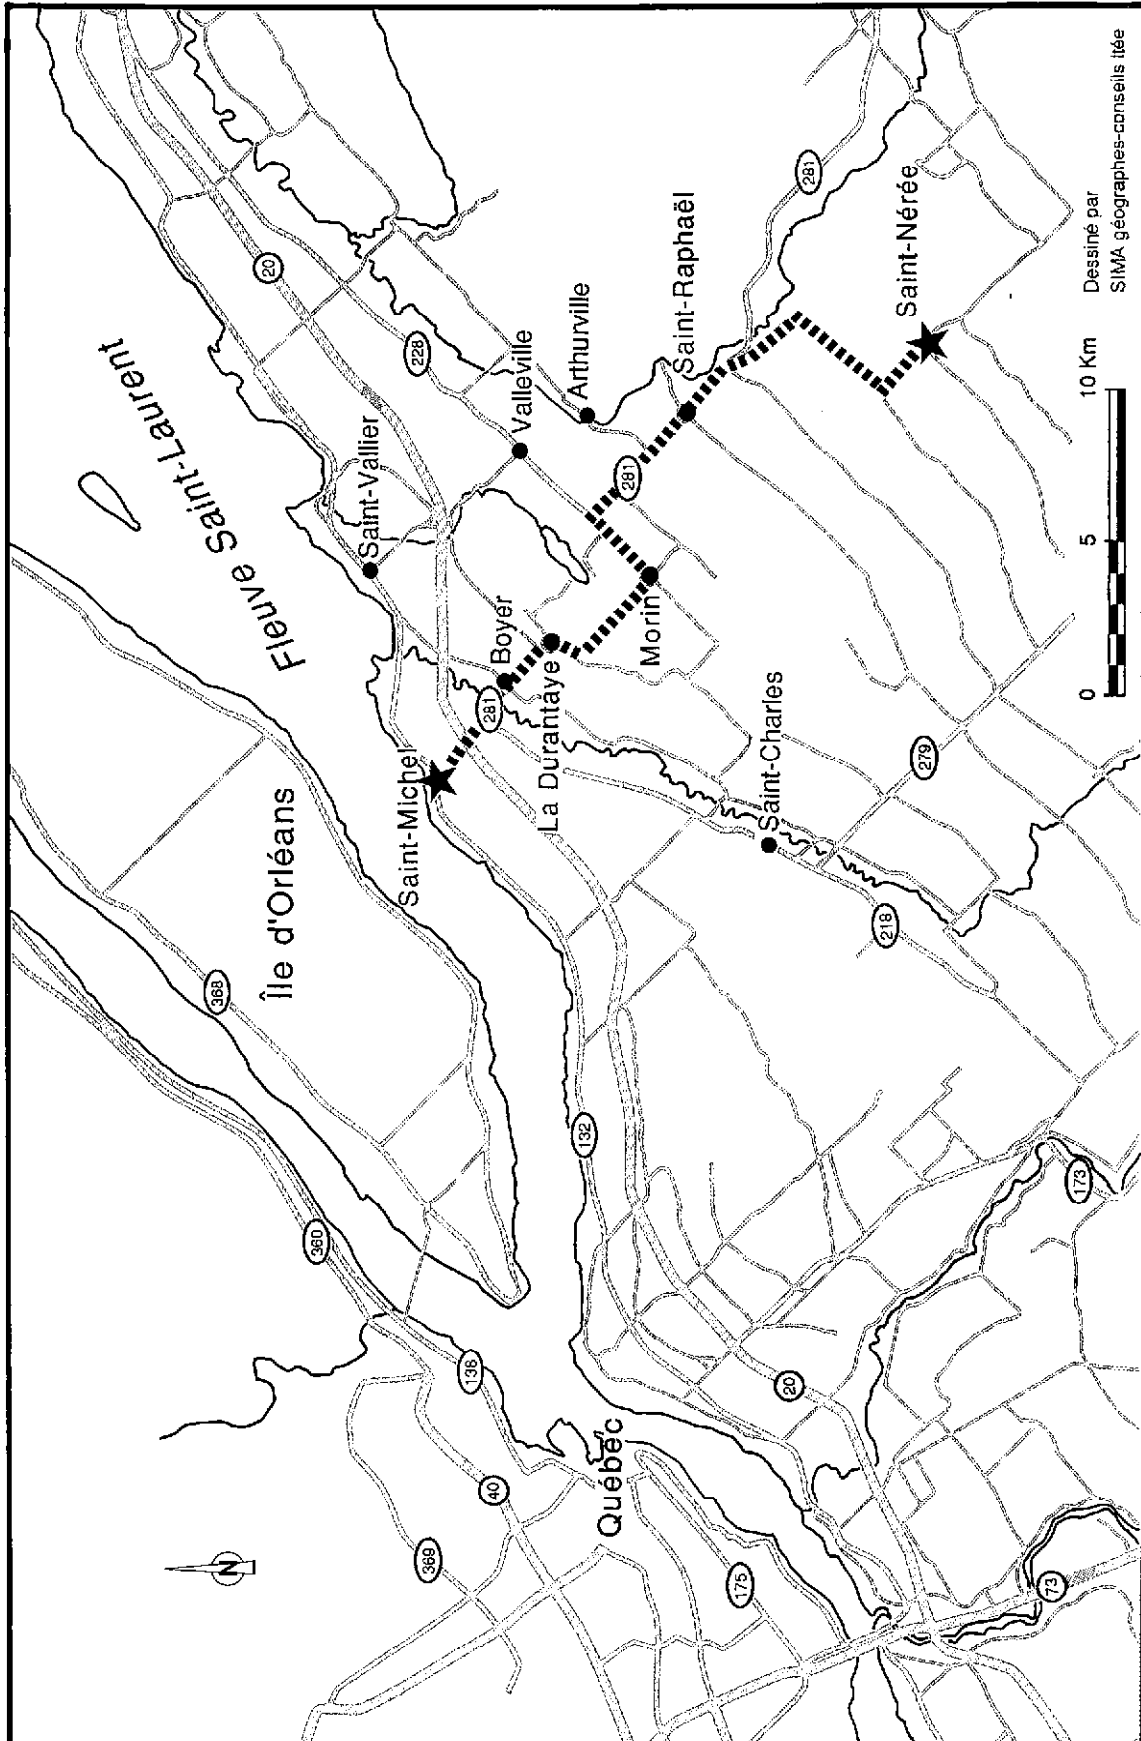 N
Fleuve Saint-Laurent
368
20
Île d'Orléans
360
Saint-Vallier
Saint-Michel
228
369
138
281
40
Boyer
Valleville
La Durantaye
Arthurville
132
Québec
281
Morin
Saint-Raphaël
175
Saint-Charles
20
281
218
Saint-Nérée
279
73
173
0 5 10 Km
Dessiné par
SIMA géographes-conseils ltée